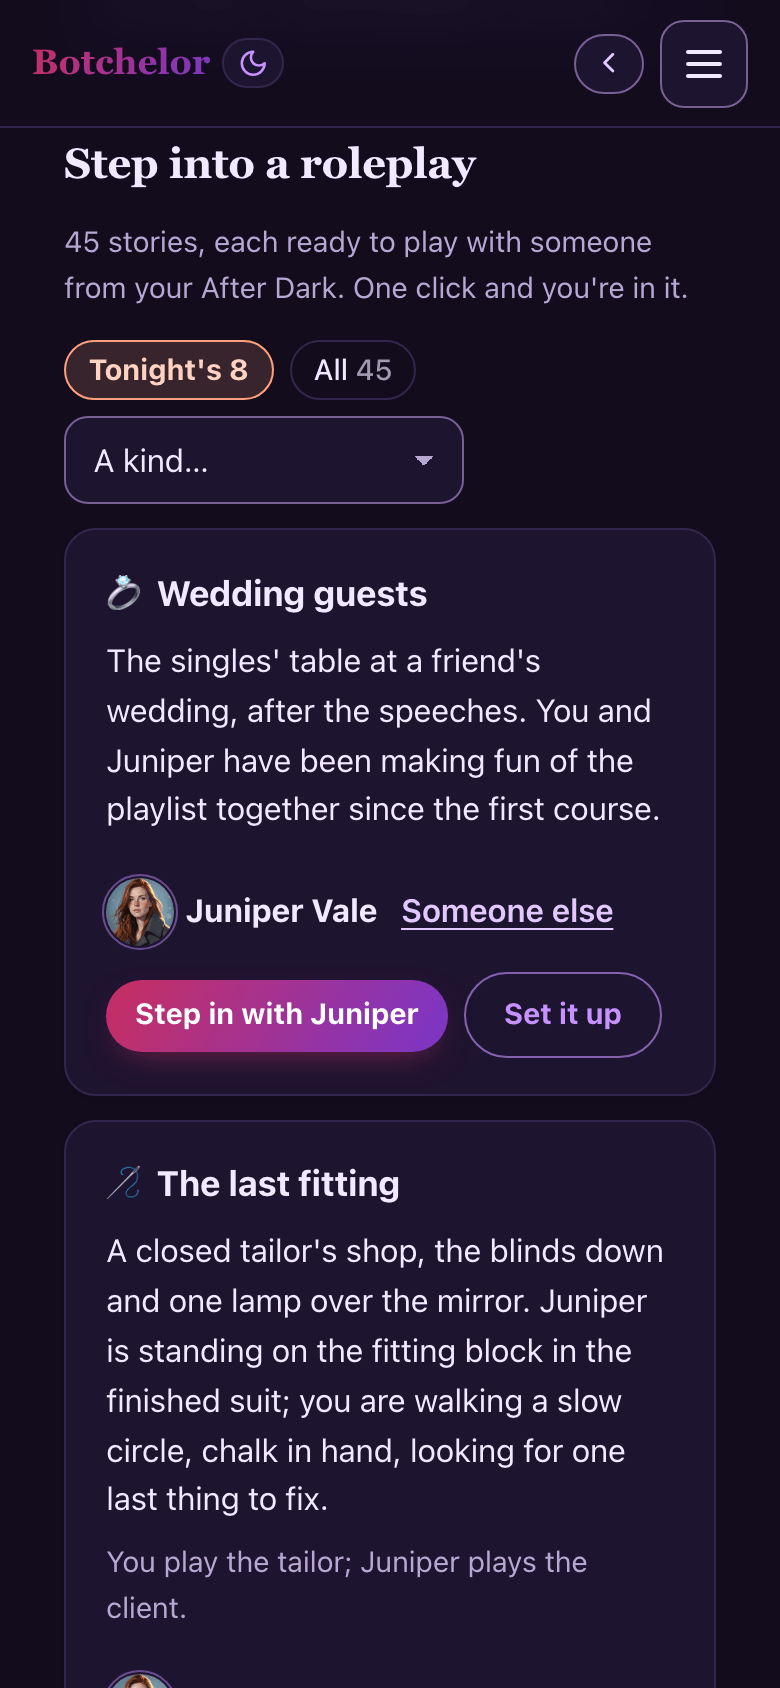 Botchelor
Step into a roleplay
45 stories, each ready to play with someone
from your After Dark. One click and you're in it.
Tonight's 8
All 45
A kind...
Wedding guests
The singles' table at a friend's
wedding, after the speeches. You and
Juniper have been making fun of the
playlist together since the first course.
Juniper Vale Someone else
Step in with Juniper
Set it up
The last fitting
A closed tailor's shop, the blinds down
and one lamp over the mirror. Juniper
is standing on the fitting block in the
finished suit; you are walking a slow
circle, chalk in hand, looking for one
last thing to fix.
You play the tailor; Juniper plays the
client.